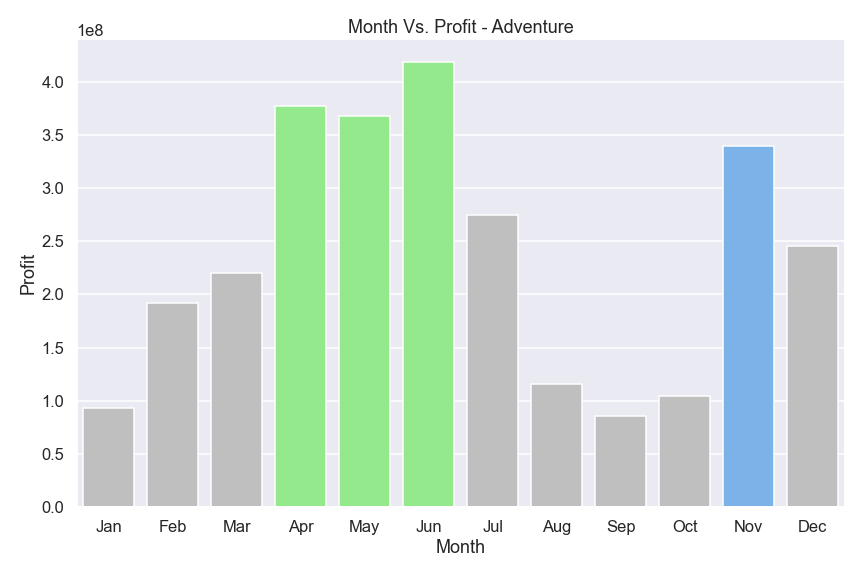 Month Vs. Profit - Adventure
1e8
4.0
3.5
3.0
2.5
2.0
1.5
1.0
0.5
0.0
Profit
Jan Feb Mar Apr May Jun Jul Aug Sep Oct Nov Dec
Month